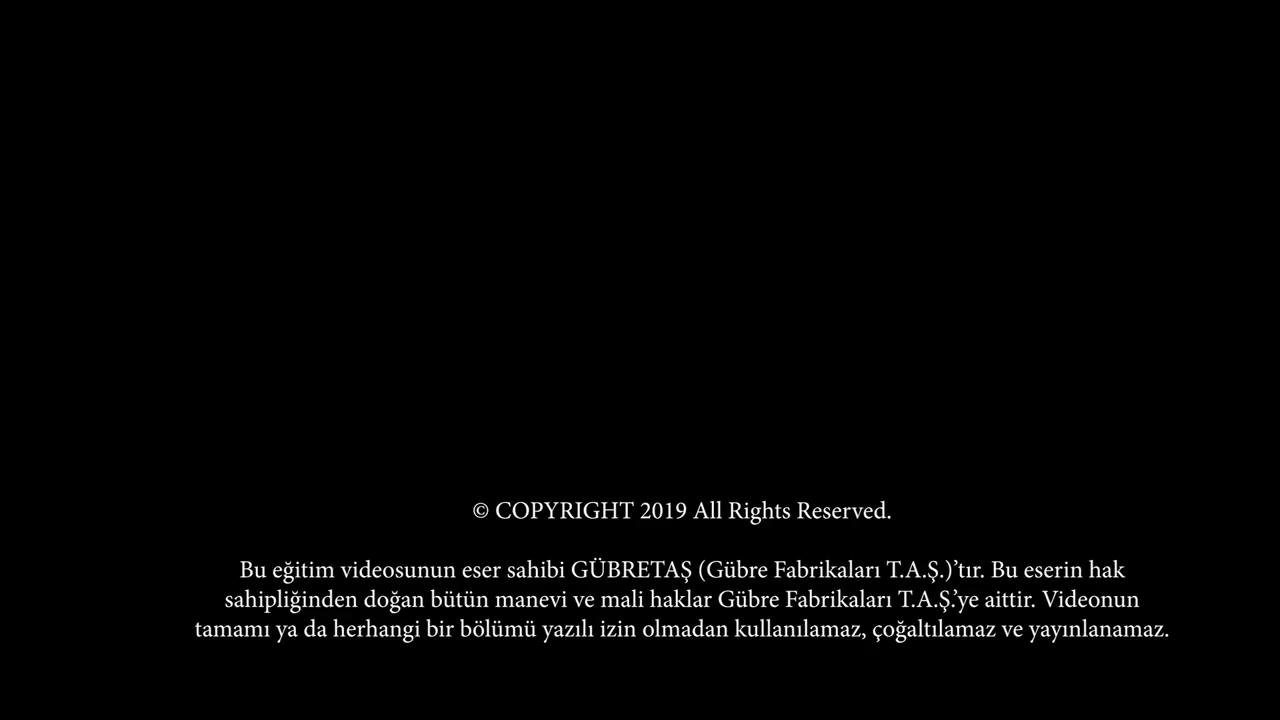 © COPYRIGHT 2019 All Rights Reserved.
Bu eğitim videosunun eser sahibi GÜBRETAŞ (Gübre Fabrikaları T.A.Ş.)’tır. Bu eserin hak
sahipliğinden doğan bütün manevi ve mali haklar Gübre Fabrikaları T.A.Ş.’ye aittir. Videonun
tamamı ya da herhangi bir bölümü yazılı izin olmadan kullanılamaz, çoğaltılamaz ve yayınlanamaz.